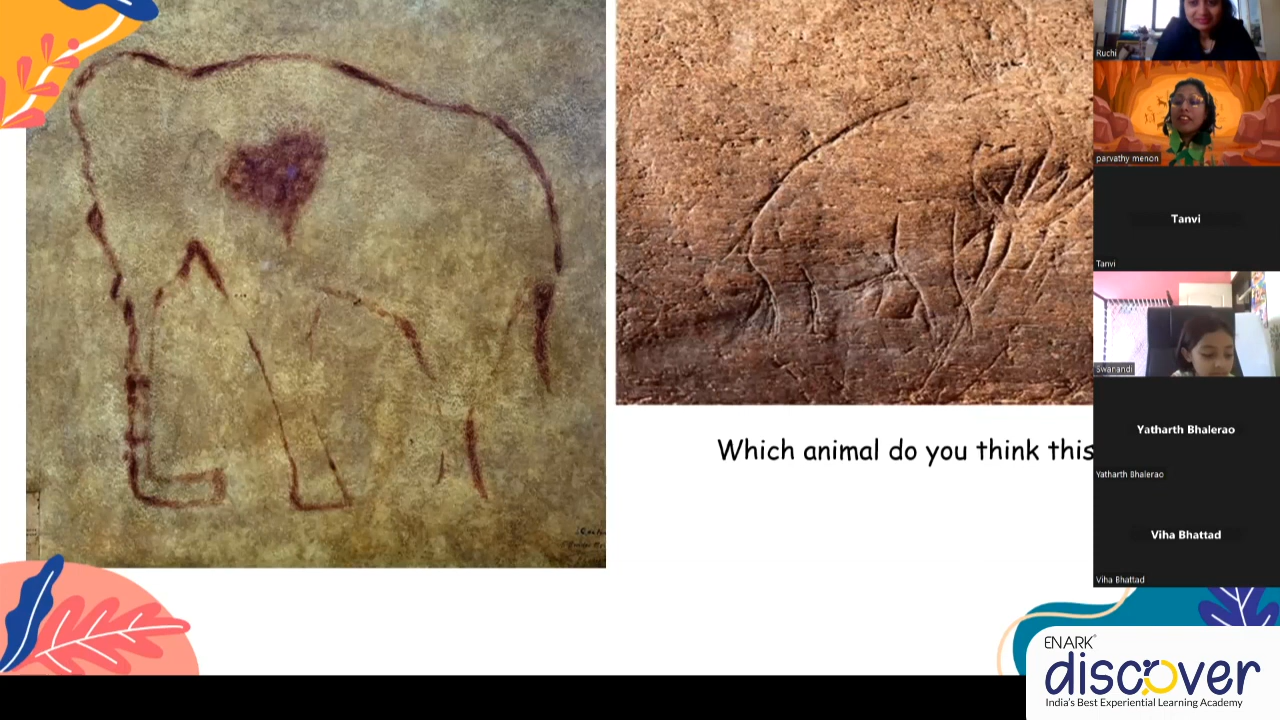 Which animal do you think this
Ruchi
parvathy menon
Tanvi
Tanvi
Swanandi
Yatharth Bhalerao
Yatharth Bhalerao
Viha Bhattad
Viha Bhattad
ENARK®
discover
India's Best Experiential Learning Academy